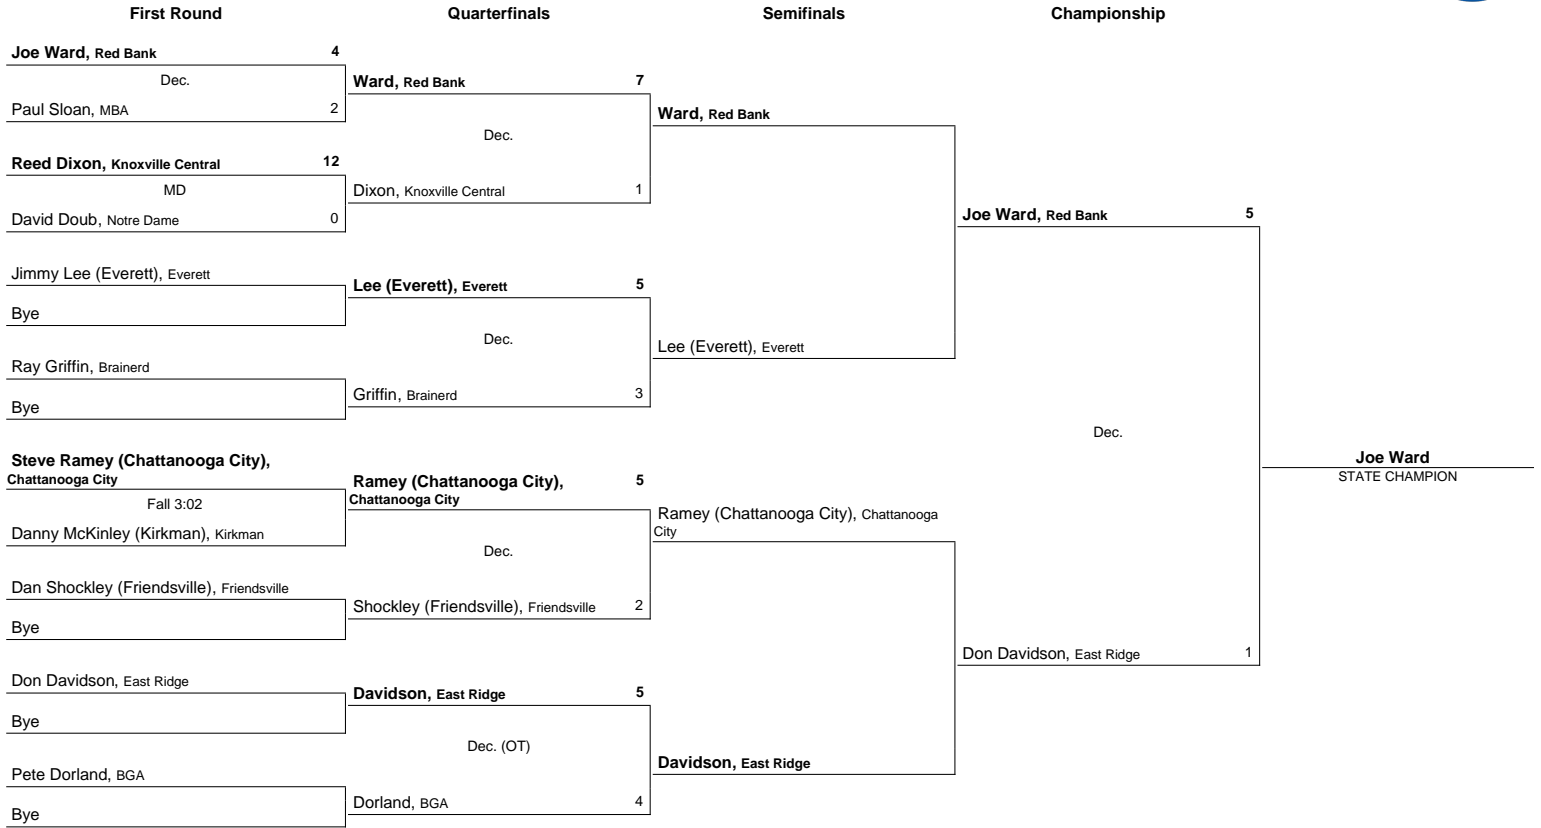 First Round
Quarterfinals
Semifinals
Championship
Joe Ward, Red Bank 4
Dec.
Paul Sloan, MBA 2
Reed Dixon, Knoxville Central 12
MD
David Doub, Notre Dame 0
Jimmy Lee (Everett), Everett
Bye
Ray Griffin, Brainerd
Bye
Steve Ramey (Chattanooga City),
Chattanooga City
Fall 3:02
Danny McKinley (Kirkman), Kirkman
Dan Shockley (Friendsville), Friendsville
Bye
Don Davidson, East Ridge
Bye
Pete Dorland, BGA
Bye
Ward, Red Bank 7
Dec.
Dixon, Knoxville Central 1
Lee (Everett), Everett 5
Dec.
Griffin, Brainerd 3
Ramey (Chattanooga City), 5
Chattanooga City
Dec.
Shockley (Friendsville), Friendsville 2
Davidson, East Ridge 5
Dec. (OT)
Dorland, BGA 4
Ward, Red Bank
Lee (Everett), Everett
Ramey (Chattanooga City), Chattanooga
City
Davidson, East Ridge
Joe Ward, Red Bank 5
Dec.
Don Davidson, East Ridge 1
Joe Ward
STATE CHAMPION